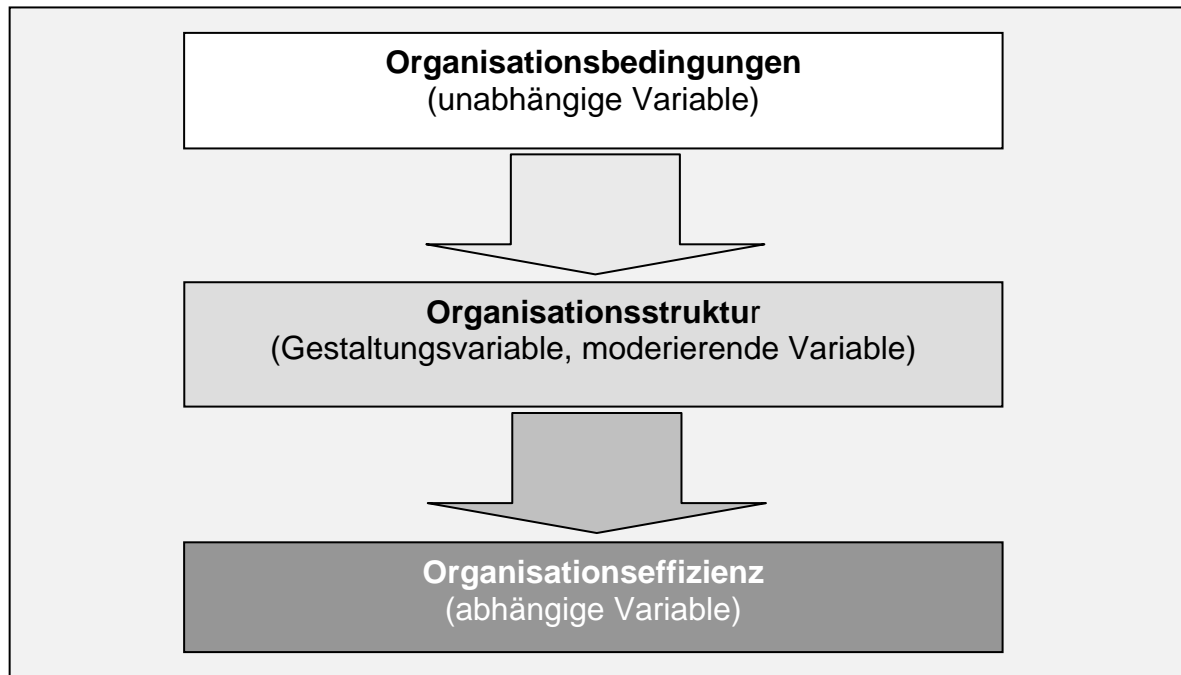 Organisationsbedingungen
(unabhängige Variable)
Organisationsstruktur
(Gestaltungsvariable, moderierende Variable)
Organisationseffizienz
(abhängige Variable)